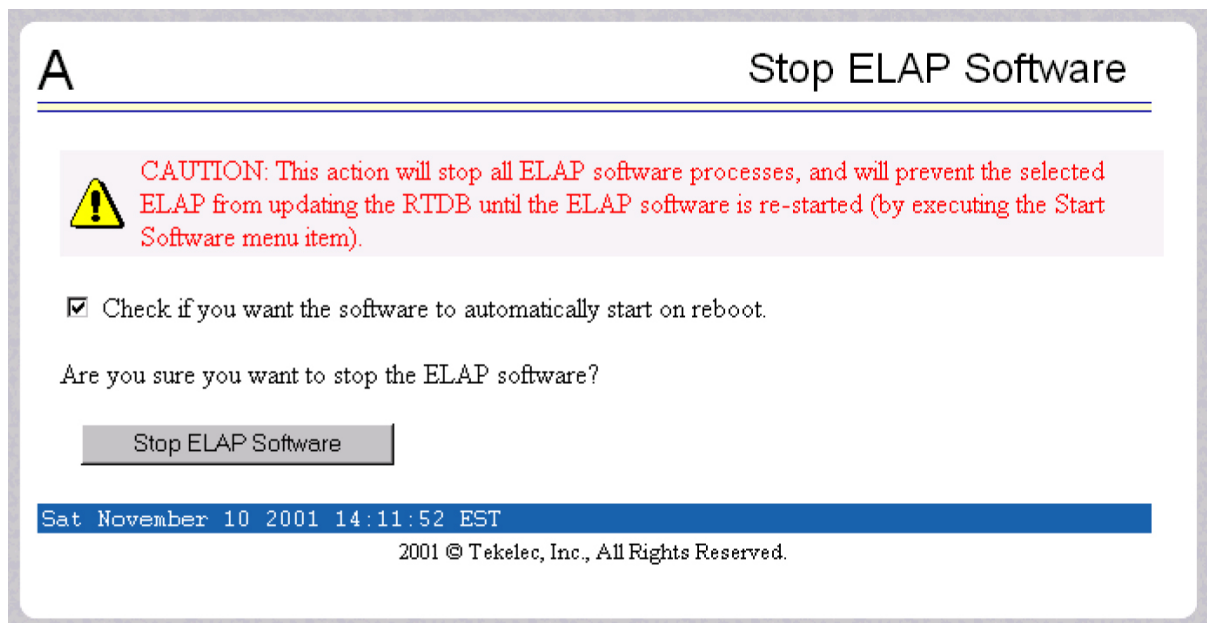 A
Stop ELAP Software
CAUTION: This action will stop all ELAP software processes, and will prevent the selected
ELAP from updating the RTDB until the ELAP software is re-started (by executing the Start
Software menu item).
Check if you want the software to automatically start on reboot.
Are you sure you want to stop the ELAP software?
Stop ELAP Software
Sat November 10 2001 14:11:52 EST
2001 © Tekelec, Inc., All Rights Reserved.